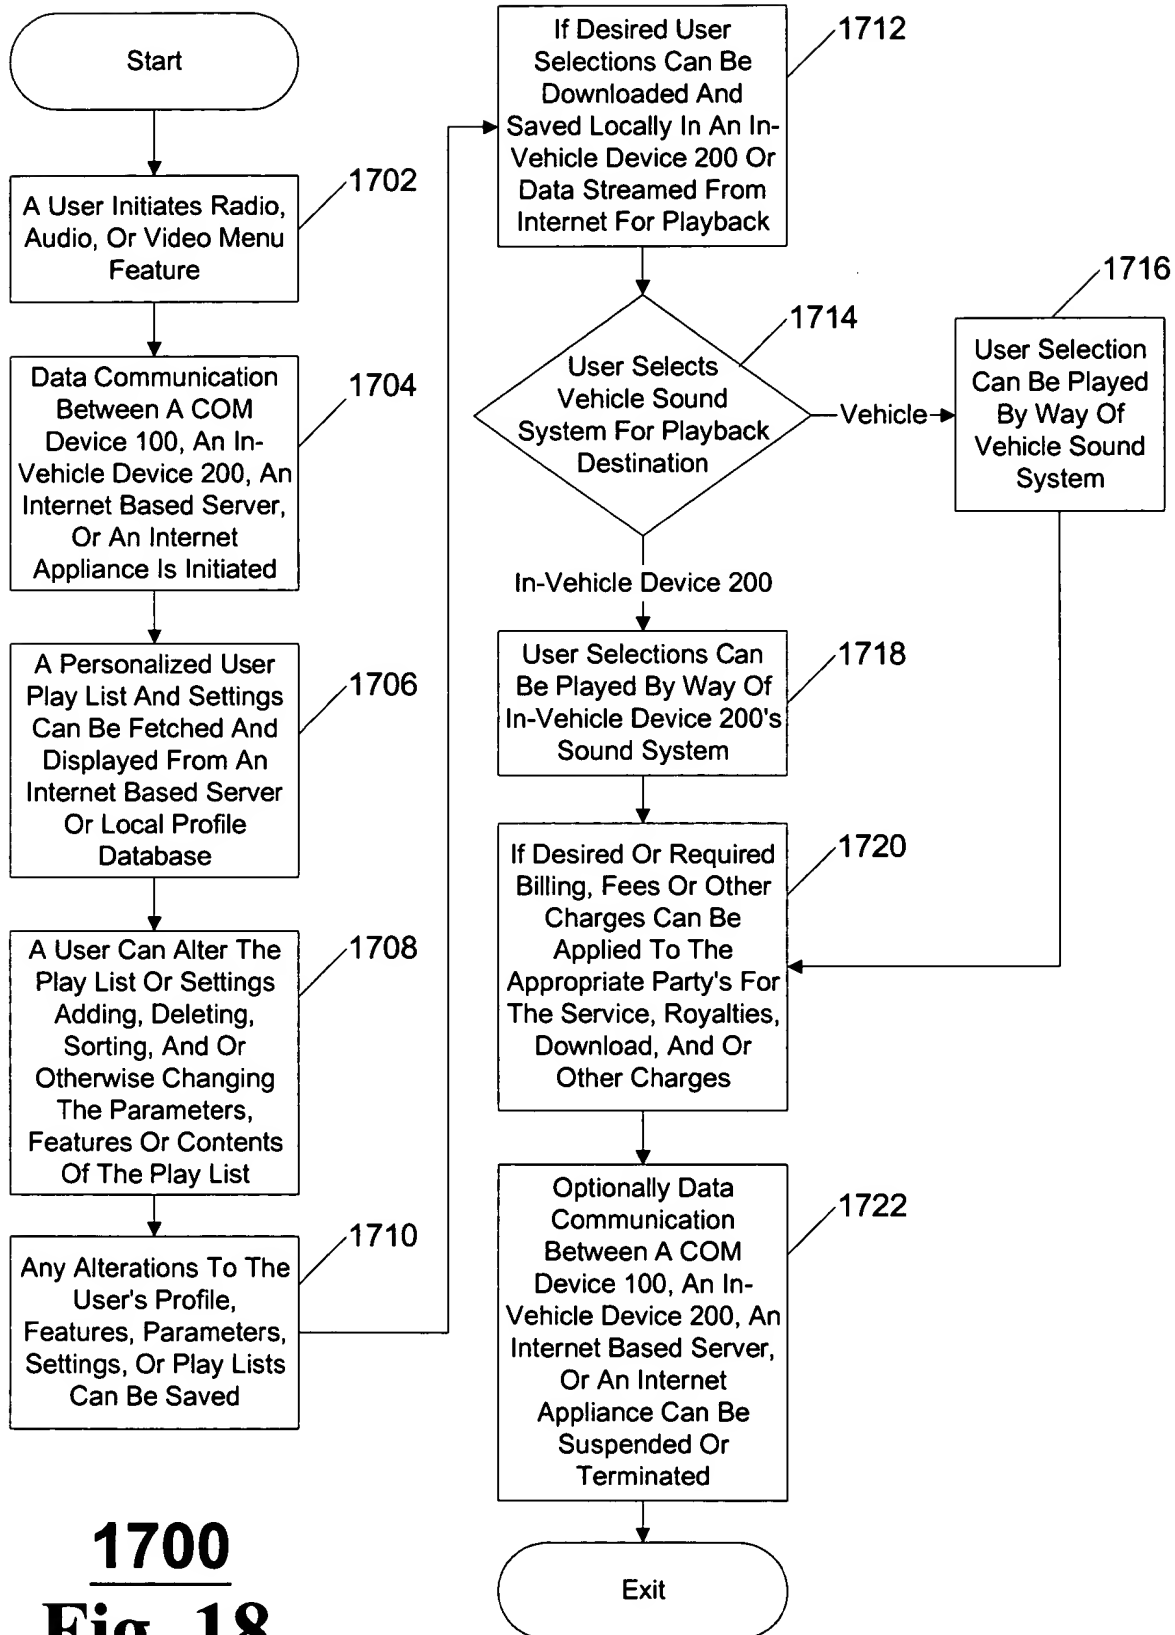 Start
1702
A User Initiates Radio,
Audio, Or Video Menu
Feature
1704
Data Communication
Between A COM
Device 100, An In-
Vehicle Device 200, An
Internet Based Server,
Or An Internet
Appliance Is Initiated
1706
A Personalized User
Play List And Settings
Can Be Fetched And
Displayed From An
Internet Based Server
Or Local Profile
Database
1708
A User Can Alter The
Play List Or Settings
Adding, Deleting,
Sorting, And Or
Otherwise Changing
The Parameters,
Features Or Contents
Of The Play List
1710
Any Alterations To The
User's Profile,
Features, Parameters,
Settings, Or Play Lists
Can Be Saved
1712
If Desired User
Selections Can Be
Downloaded And
Saved Locally In An In-
Vehicle Device 200 Or
Data Streamed From
Internet For Playback
1714
User Selects
Vehicle Sound
System For Playback
Destination
Vehicle
1716
User Selection
Can Be Played
By Way Of
Vehicle Sound
System
In-Vehicle Device 200
1718
User Selections Can
Be Played By Way Of
In-Vehicle Device 200's
Sound System
1720
If Desired Or Required
Billing, Fees Or Other
Charges Can Be
Applied To The
Appropriate Party's For
The Service, Royalties,
Download, And Or
Other Charges
1722
Optionally Data
Communication
Between A COM
Device 100, An In-
Vehicle Device 200, An
Internet Based Server,
Or An Internet
Appliance Can Be
Suspended Or
Terminated
Exit
1700
Fig. 18